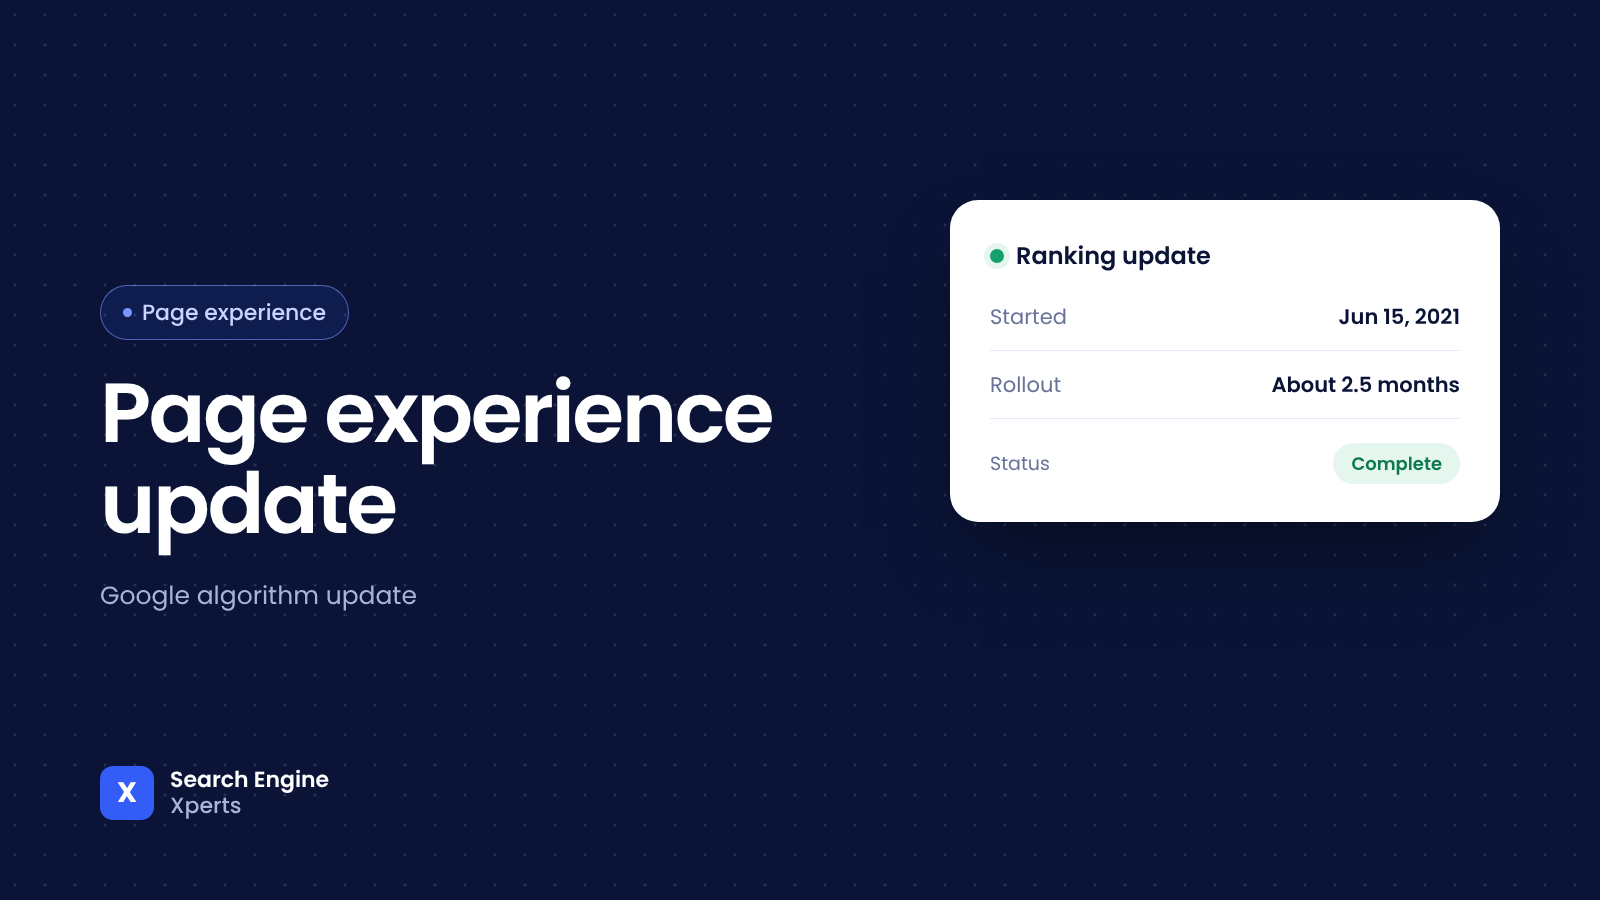 Page experience
Page experience
update
Google algorithm update
Ranking update
Started Jun 15, 2021
Rollout About 2.5 months
Status Complete
X
Search Engine
Xperts